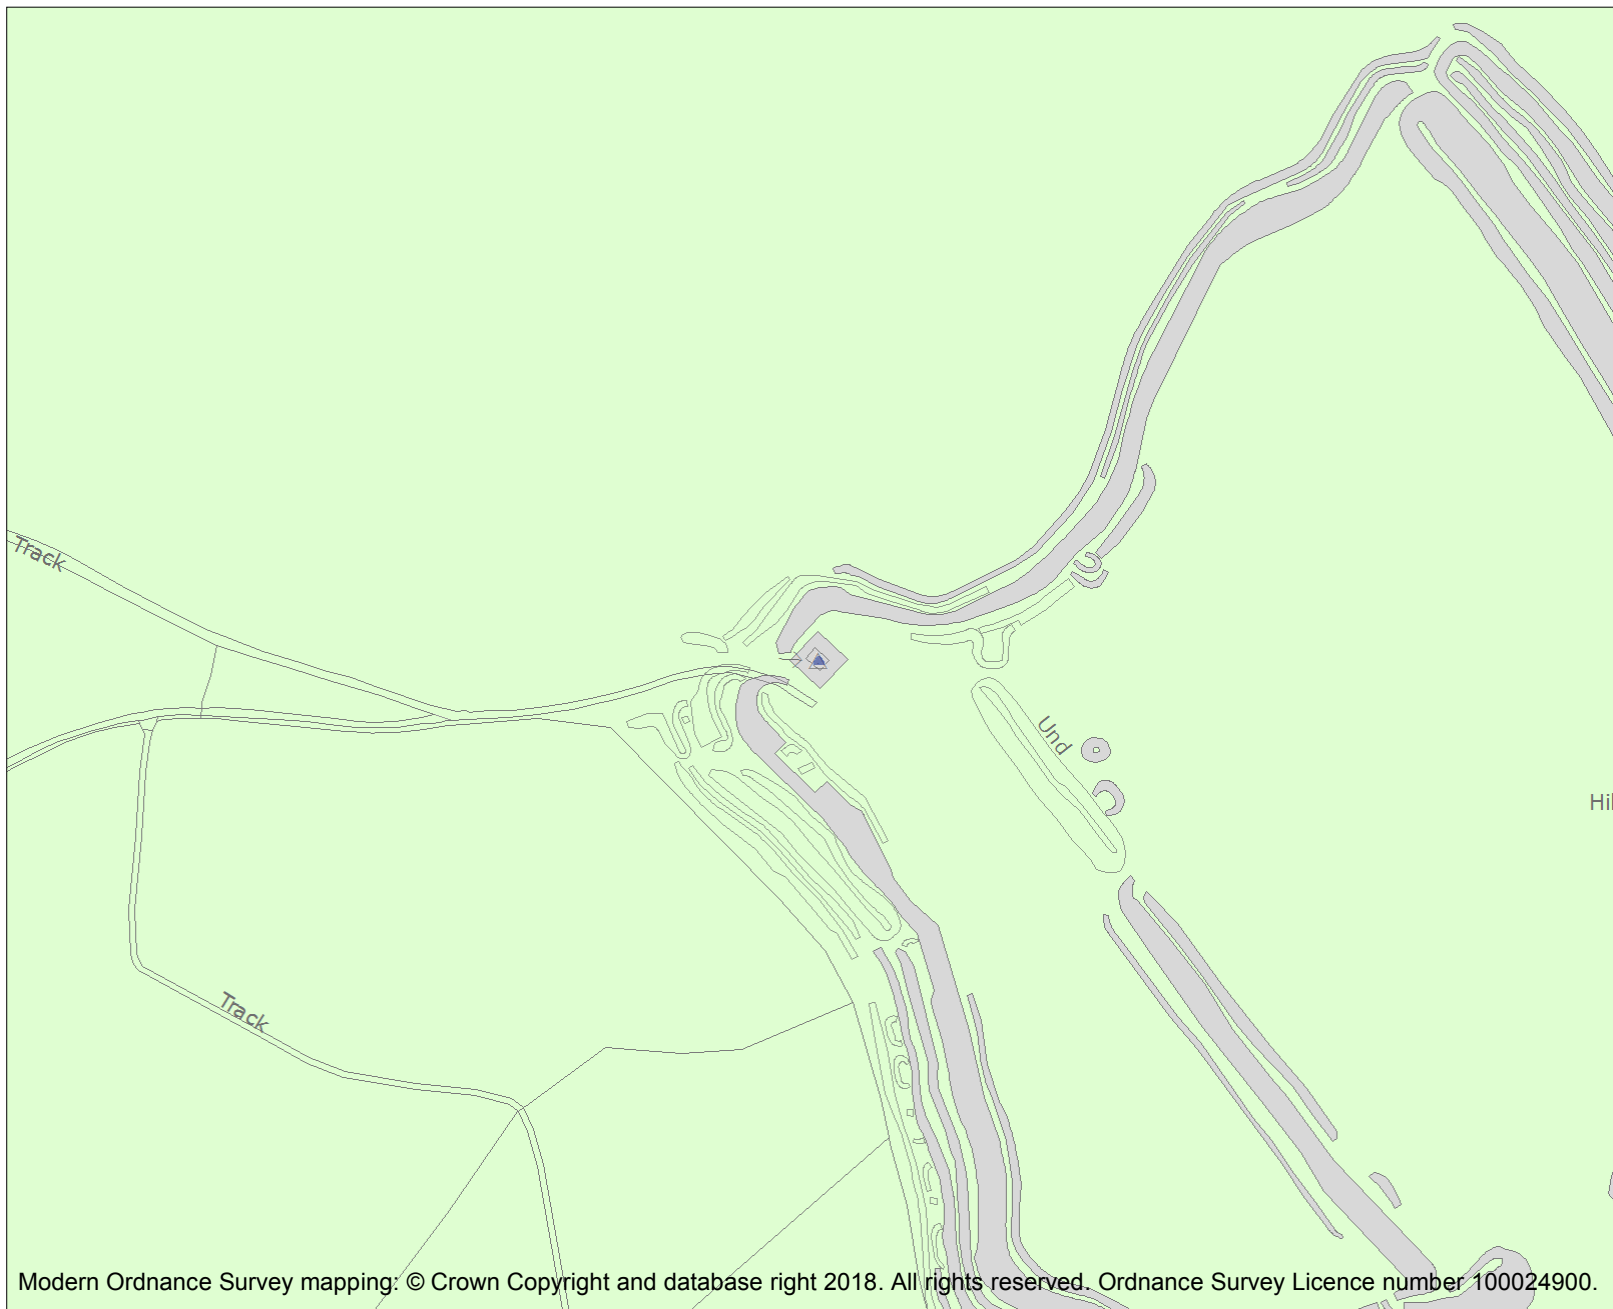 Track
Und
Hil
Track
Modern Ordnance Survey mapping: © Crown Copyright and database right 2018. All rights reserved. Ordnance Survey Licence number 100024900.